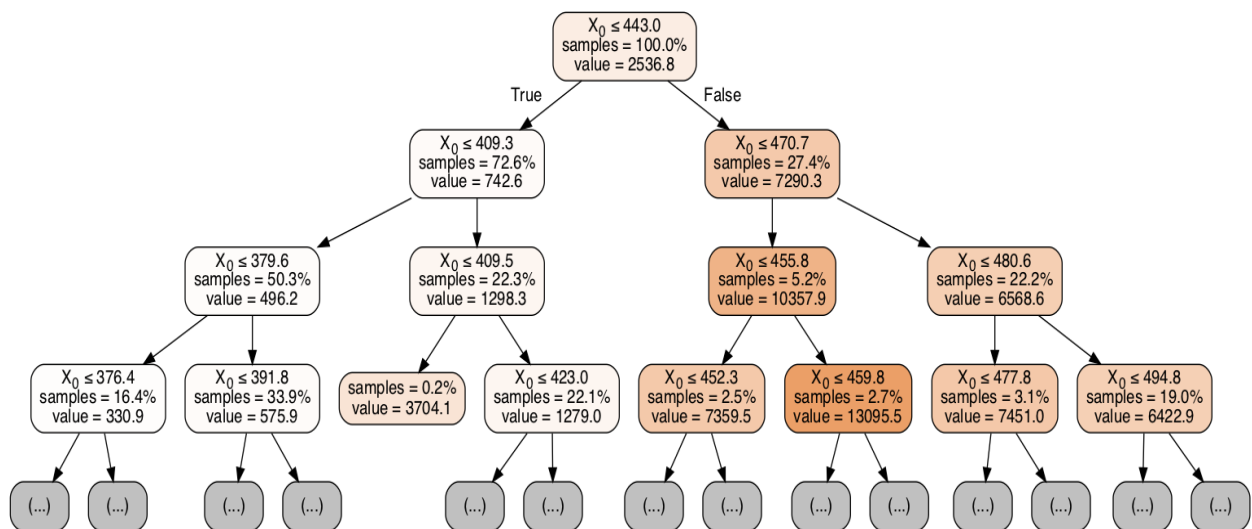 X₀ ≤ 443.0
samples = 100.0%
value = 2536.8
True
False
X₀ ≤ 409.3
samples = 72.6%
value = 742.6
X₀ ≤ 470.7
samples = 27.4%
value = 7290.3
X₀ ≤ 379.6
samples = 50.3%
value = 496.2
X₀ ≤ 409.5
samples = 22.3%
value = 1298.3
X₀ ≤ 455.8
samples = 5.2%
value = 10357.9
X₀ ≤ 480.6
samples = 22.2%
value = 6568.6
X₀ ≤ 376.4
samples = 16.4%
value = 330.9
X₀ ≤ 391.8
samples = 33.9%
value = 575.9
samples = 0.2%
value = 3704.1
X₀ ≤ 423.0
samples = 22.1%
value = 1279.0
X₀ ≤ 452.3
samples = 2.5%
value = 7359.5
X₀ ≤ 459.8
samples = 2.7%
value = 13095.5
X₀ ≤ 477.8
samples = 3.1%
value = 7451.0
X₀ ≤ 494.8
samples = 19.0%
value = 6422.9
(...)
(...)
(...)
(...)
(...)
(...)
(...)
(...)
(...)
(...)
(...)
(...)
(...)
(...)